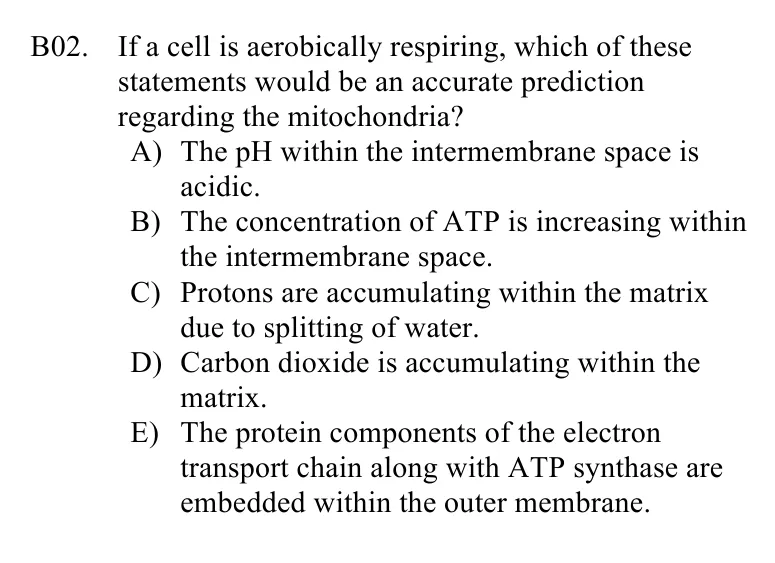 B02. If a cell is aerobically respiring, which of these
statements would be an accurate prediction
regarding the mitochondria?
A) The pH within the intermembrane space is
acidic.
B) The concentration of ATP is increasing within
the intermembrane space.
C) Protons are accumulating within the matrix
due to splitting of water.
D) Carbon dioxide is accumulating within the
matrix.
E) The protein components of the electron
transport chain along with ATP synthase are
embedded within the outer membrane.